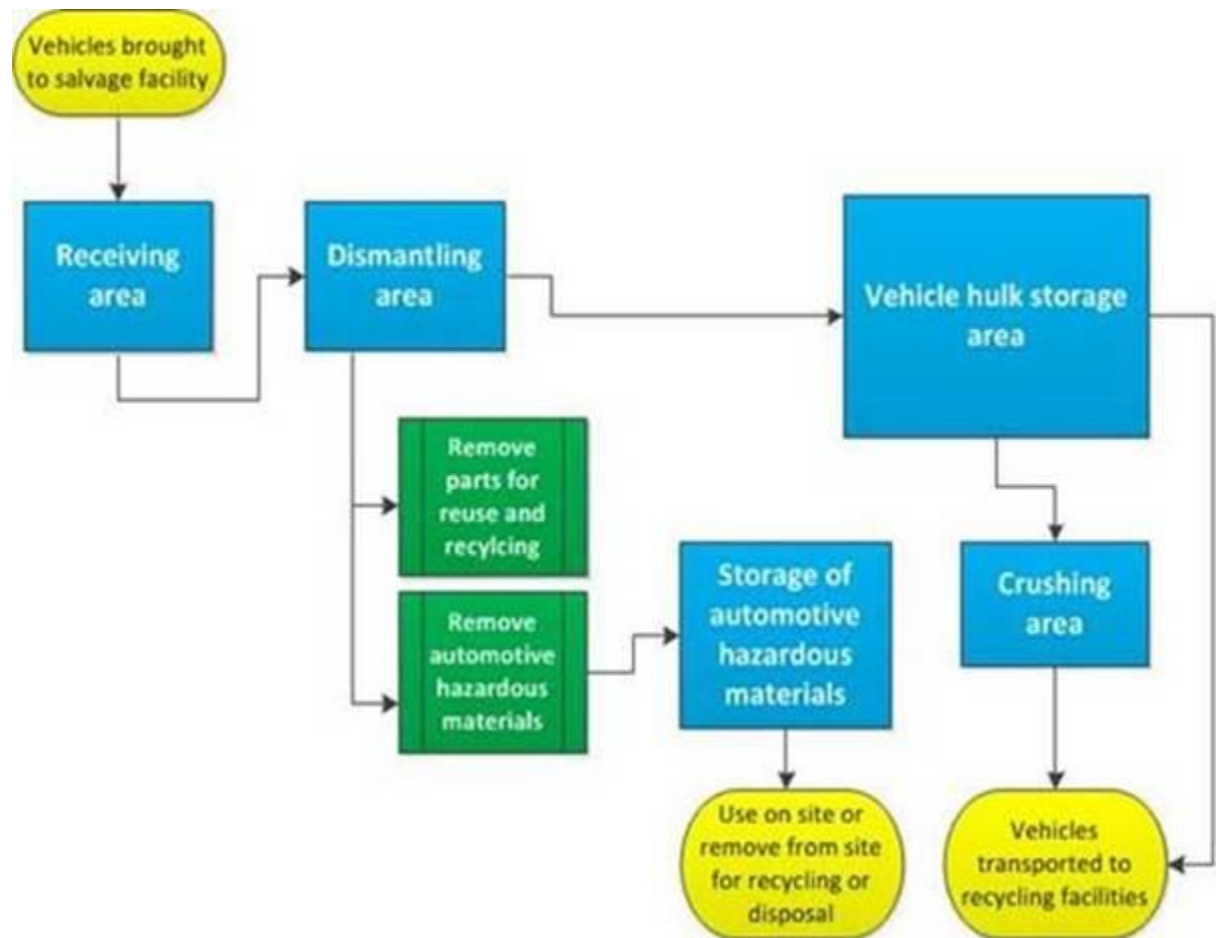 Vehicles brought
to salvage facility
Receiving
area
Dismantling
area
Vehicle hulk storage
area
Remove
parts for
reuse and
recylcing
Remove
automotive
hazardous
materials
Storage of
automotive
hazardous
materials
Crushing
area
Use on site or
remove from site
for recycling or
disposal
Vehicles
transported to
recycling facilities